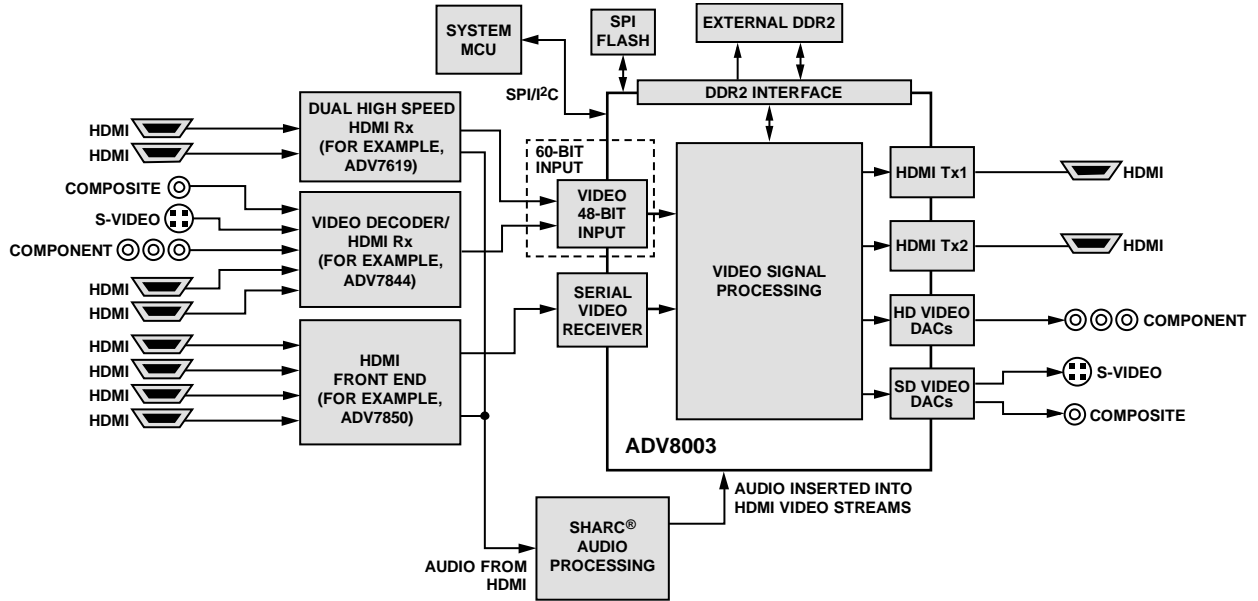 SYSTEM
MCU
SPI
FLASH
EXTERNAL DDR2
SPI/I²C
DDR2 INTERFACE
HDMI
HDMI
DUAL HIGH SPEED
HDMI Rx
(FOR EXAMPLE,
ADV7619)
COMPOSITE
S-VIDEO
COMPONENT
HDMI
HDMI
VIDEO DECODER/
HDMI Rx
(FOR EXAMPLE,
ADV7844)
HDMI
HDMI
HDMI
HDMI
HDMI
FRONT END
(FOR EXAMPLE,
ADV7850)
60-BIT
INPUT
VIDEO
48-BIT
INPUT
SERIAL
VIDEO
RECEIVER
VIDEO SIGNAL
PROCESSING
ADV8003
HDMI Tx1
HDMI
HDMI Tx2
HDMI
HD VIDEO
DACs
COMPONENT
SD VIDEO
DACs
S-VIDEO
COMPOSITE
AUDIO INSERTED INTO
HDMI VIDEO STREAMS
SHARC®
AUDIO
PROCESSING
AUDIO FROM
HDMI